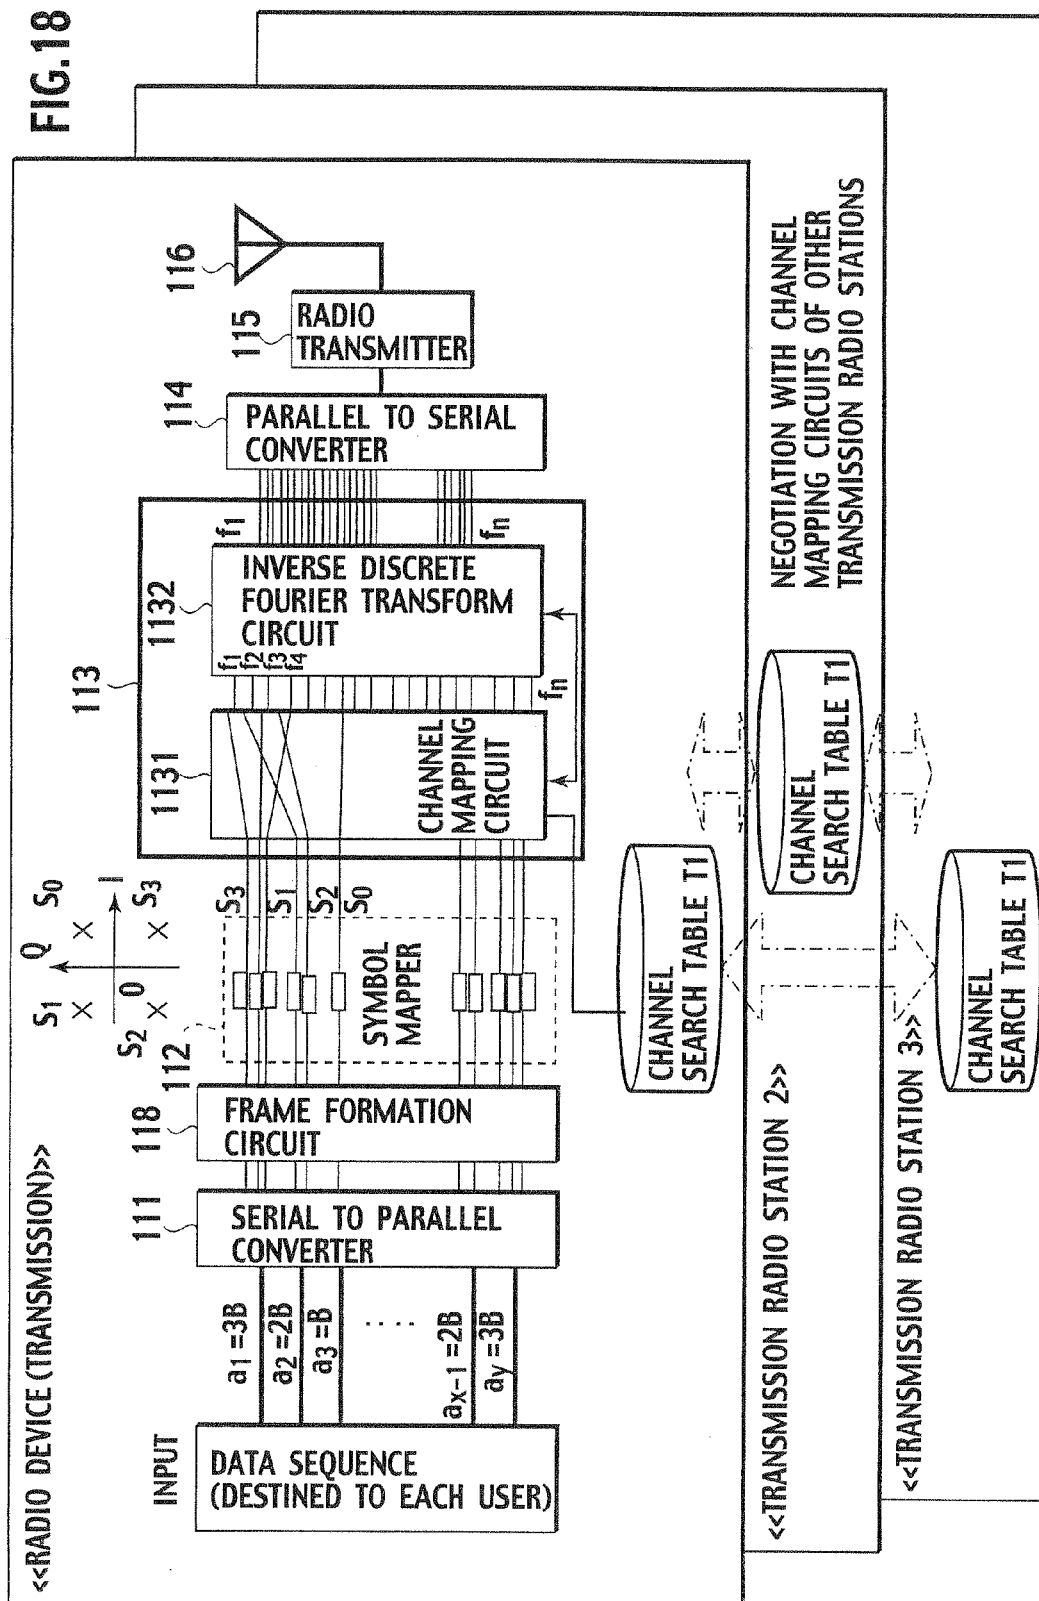 FIG.18
<<RADIO DEVICE (TRANSMISSION)>>
INPUT
DATA SEQUENCE
(DESTINED TO EACH USER)
a1 =3B
a2 =2B
a3 =B
....
ax-1 =2B
ay =3B
111
SERIAL TO PARALLEL
CONVERTER
118
FRAME FORMATION
CIRCUIT
112
SYMBOL
MAPPER
S1
Q
S0
I
S2
0
S3
S3
S1
S2
S0
113
1131
CHANNEL
MAPPING
CIRCUIT
1132
INVERSE DISCRETE
FOURIER TRANSFORM
CIRCUIT
f1
f2
f3
f4
fn
f1
fn
114
PARALLEL TO SERIAL
CONVERTER
115
RADIO
TRANSMITTER
116
CHANNEL
SEARCH TABLE T1
<<TRANSMISSION RADIO STATION 2>>
CHANNEL
SEARCH TABLE T1
NEGOTIATION WITH CHANNEL
MAPPING CIRCUITS OF OTHER
TRANSMISSION RADIO STATIONS
<<TRANSMISSION RADIO STATION 3>>
CHANNEL
SEARCH TABLE T1